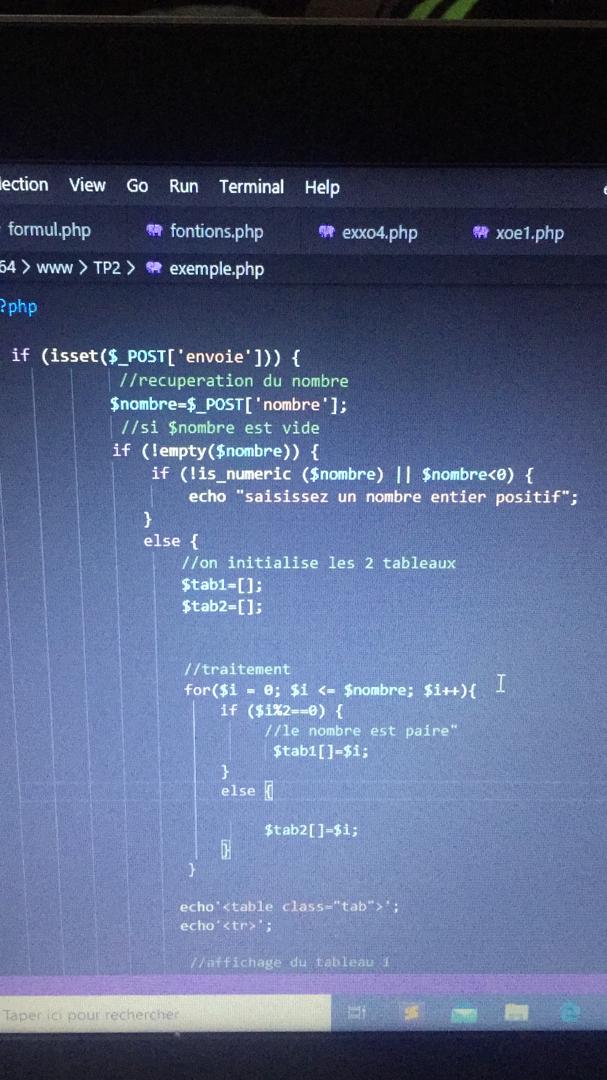 lection View Go Run Terminal Help
formul.php fontions.php exxo4.php xoe1.php
64 > www > TP2 > exemple.php
?php
if (isset($_POST['envoie'])) {
//recuperation du nombre
$nombre=$_POST['nombre'];
//si $nombre est vide
if (!empty($nombre)) {
if (!is_numeric ($nombre) || $nombre<0) {
echo "saisissez un nombre entier positif";
}
else {
//on initialise les 2 tableaux
$tab1=[];
$tab2=[];
//traitement
for($i = 0; $i <= $nombre; $i++){
if ($i%2==0) {
//le nombre est paire"
$tab1[]=$i;
}
else {
$tab2[]=$i;
}
}
echo'<table class="tab">';
echo'<tr>';
//affichage du tableau 1
Taper ici pour rechercher